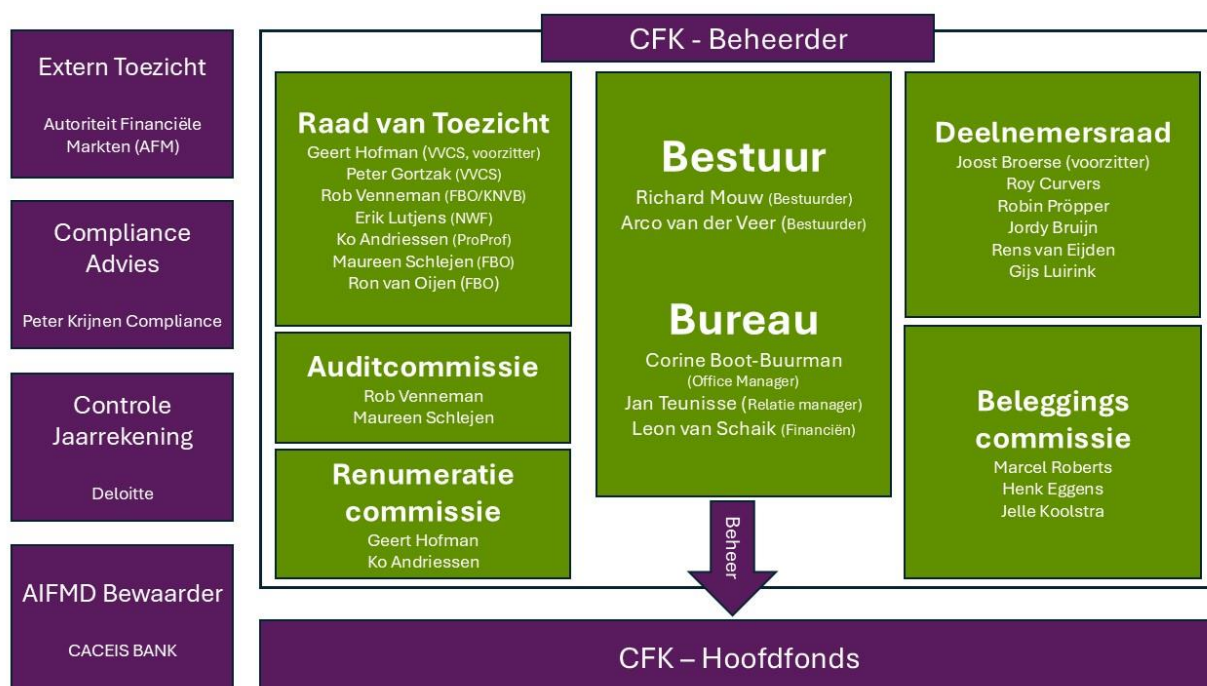 Extern Toezicht
Autoriteit Financiële
Markten (AFM)
Compliance
Advies
Peter Krijnen Compliance
Controle
Jaarrekening
Deloitte
AIFMD Bewaarder
CACEIS BANK
CFK - Beheerder
Raad van Toezicht
Geert Hofman (VVCS, voorzitter)
Peter Gortzak (VVCS)
Rob Venneman (FBO/KNVB)
Erik Lutjens (NWF)
Ko Andriessen (ProProf)
Maureen Schlejen (FBO)
Ron van Oijen (FBO)
Auditcommissie
Rob Venneman
Maureen Schlejen
Renumeratie
commissie
Geert Hofman
Ko Andriessen
Bestuur
Richard Mouw (Bestuurder)
Arco van der Veer (Bestuurder)
Bureau
Corine Boot-Buurman
(Office Manager)
Jan Teunisse (Relatie manager)
Leon van Schaik (Financiën)
Deelnemersraad
Joost Broerse (voorzitter)
Roy Curvers
Robin Pröpper
Jordy Bruijn
Rens van Eijden
Gijs Luirink
Beleggings
commissie
Marcel Roberts
Henk Eggens
Jelle Koolstra
Beheer
CFK – Hoofdfonds